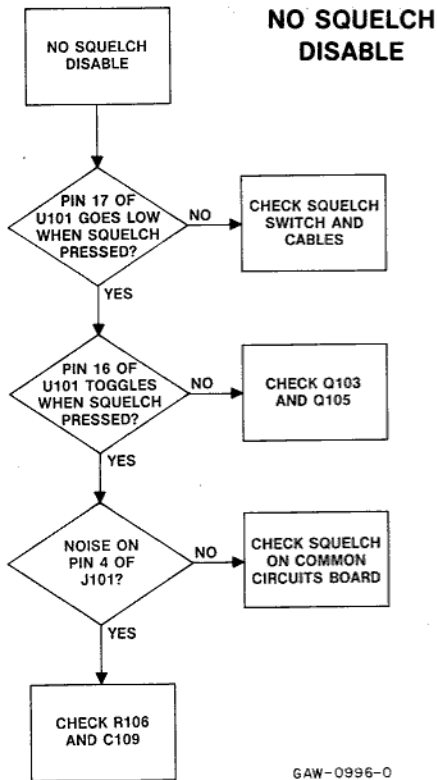 NO SQUELCH
DISABLE
NO SQUELCH
DISABLE
PIN 17 OF
U101 GOES LOW
WHEN SQUELCH
PRESSED?
NO
CHECK SQUELCH
SWITCH AND
CABLES
YES
PIN 16 OF
U101 TOGGLES
WHEN SQUELCH
PRESSED?
NO
CHECK Q103
AND Q105
YES
NOISE ON
PIN 4 OF
J101?
NO
CHECK SQUELCH
ON COMMON
CIRCUITS BOARD
YES
CHECK R106
AND C109
GAW-0996-0